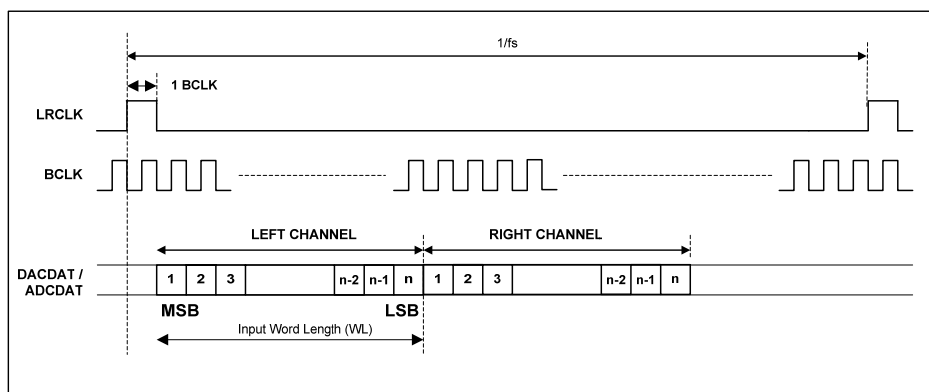 1/fs
1 BCLK
LRCLK
BCLK
LEFT CHANNEL
RIGHT CHANNEL
DACDAT /
ADCDAT
1 2 3 n-2 n-1 n 1 2 3 n-2 n-1 n
MSB LSB
Input Word Length (WL)